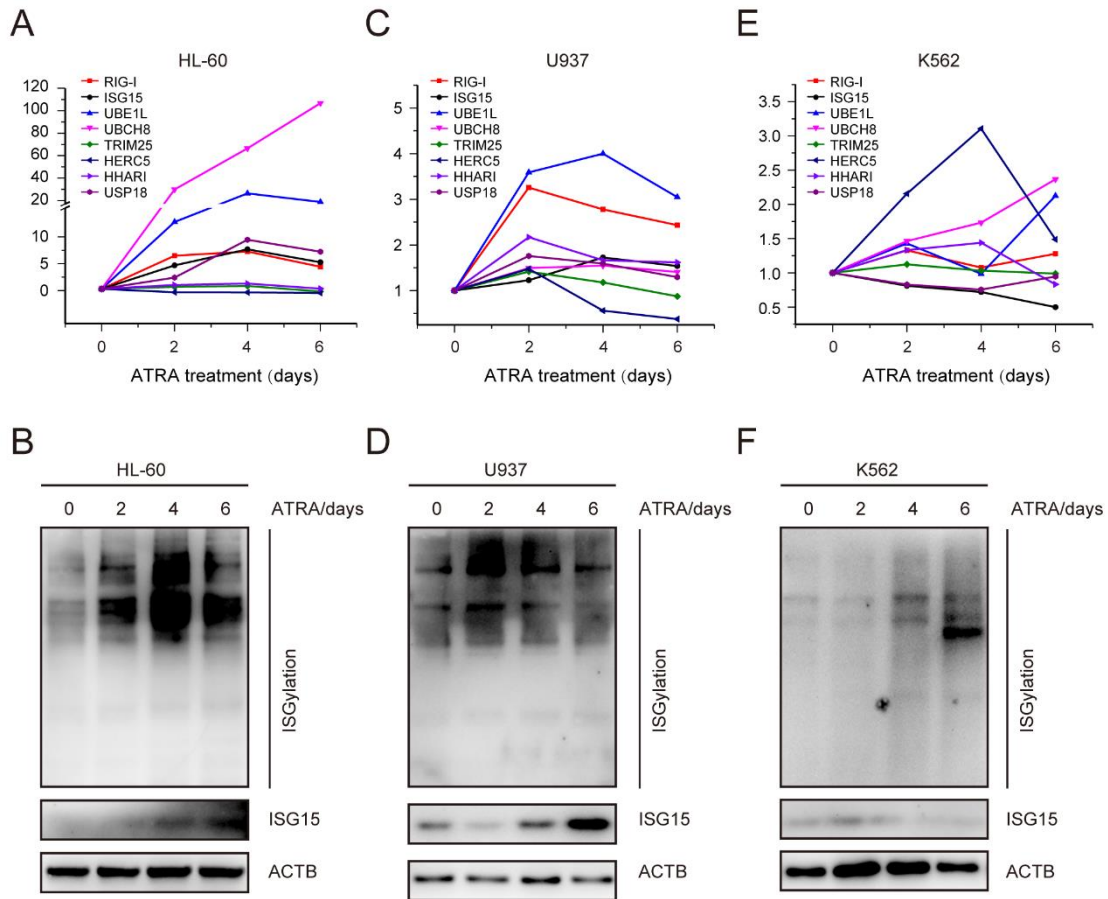 A
HL-60
RIG-I
ISG15
UBE1L
UBCH8
TRIM25
HERC5
HHARI
USP18
120
100
80
60
40
20
10
5
0
0 2 4 6
ATRA treatment (days)
C
U937
RIG-I
ISG15
UBE1L
UBCH8
TRIM25
HERC5
HHARI
USP18
5
4
3
2
1
0 2 4 6
ATRA treatment (days)
E
K562
RIG-I
ISG15
UBE1L
UBCH8
TRIM25
HERC5
HHARI
USP18
3.5
3.0
2.5
2.0
1.5
1.0
0.5
0 2 4 6
ATRA treatment (days)
B
HL-60
0 2 4 6 ATRA/days
ISGylation
ISG15
ACTB
D
U937
0 2 4 6 ATRA/days
ISGylation
ISG15
ACTB
F
K562
0 2 4 6 ATRA/days
ISGylation
ISG15
ACTB